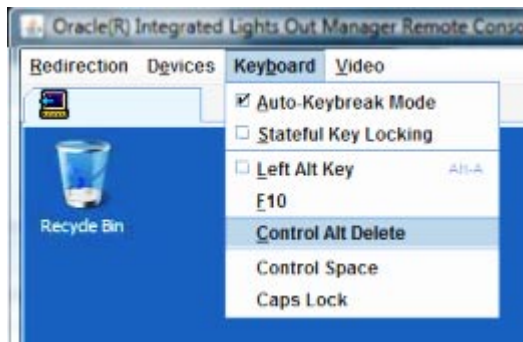 Oracle(R) Integrated Lights Out Manager Remote Conso
Redirection Devices Keyboard Video
Auto-Keybreak Mode
Stateful Key Locking
Left Alt Key Alt-A
F10
Control Alt Delete
Control Space
Caps Lock
Recycle Bin